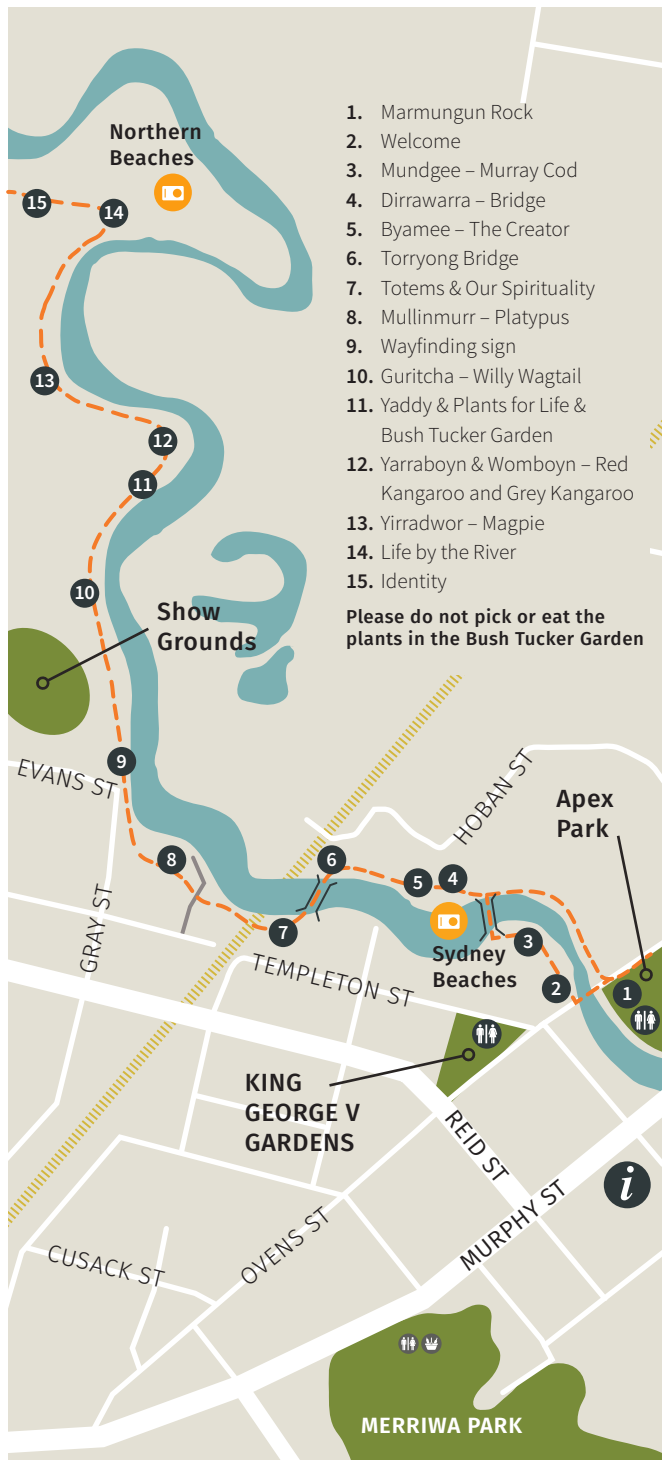 Northern
Beaches
15
14
13
12
11
10
9
8
7
6
5
4
3
2
1
1. Marmungun Rock
2. Welcome
3. Mundgee – Murray Cod
4. Dirrawarra – Bridge
5. Byamee – The Creator
6. Torryong Bridge
7. Totems & Our Spirituality
8. Mullinmurr – Platypus
9. Wayfinding sign
10. Guritcha – Willy Wagtail
11. Yaddy & Plants for Life &
Bush Tucker Garden
12. Yarraboyn & Womboyn – Red
Kangaroo and Grey Kangaroo
13. Yirradwor – Magpie
14. Life by the River
15. Identity
Please do not pick or eat the
plants in the Bush Tucker Garden
Show
Grounds
EVANS ST
HOBAN ST
Apex
Park
GRAY ST
Sydney
Beaches
TEMPLETON ST
KING
GEORGE V
GARDENS
REID ST
MURPHY ST
i
OVENS ST
CUSACK ST
MERRIWA PARK